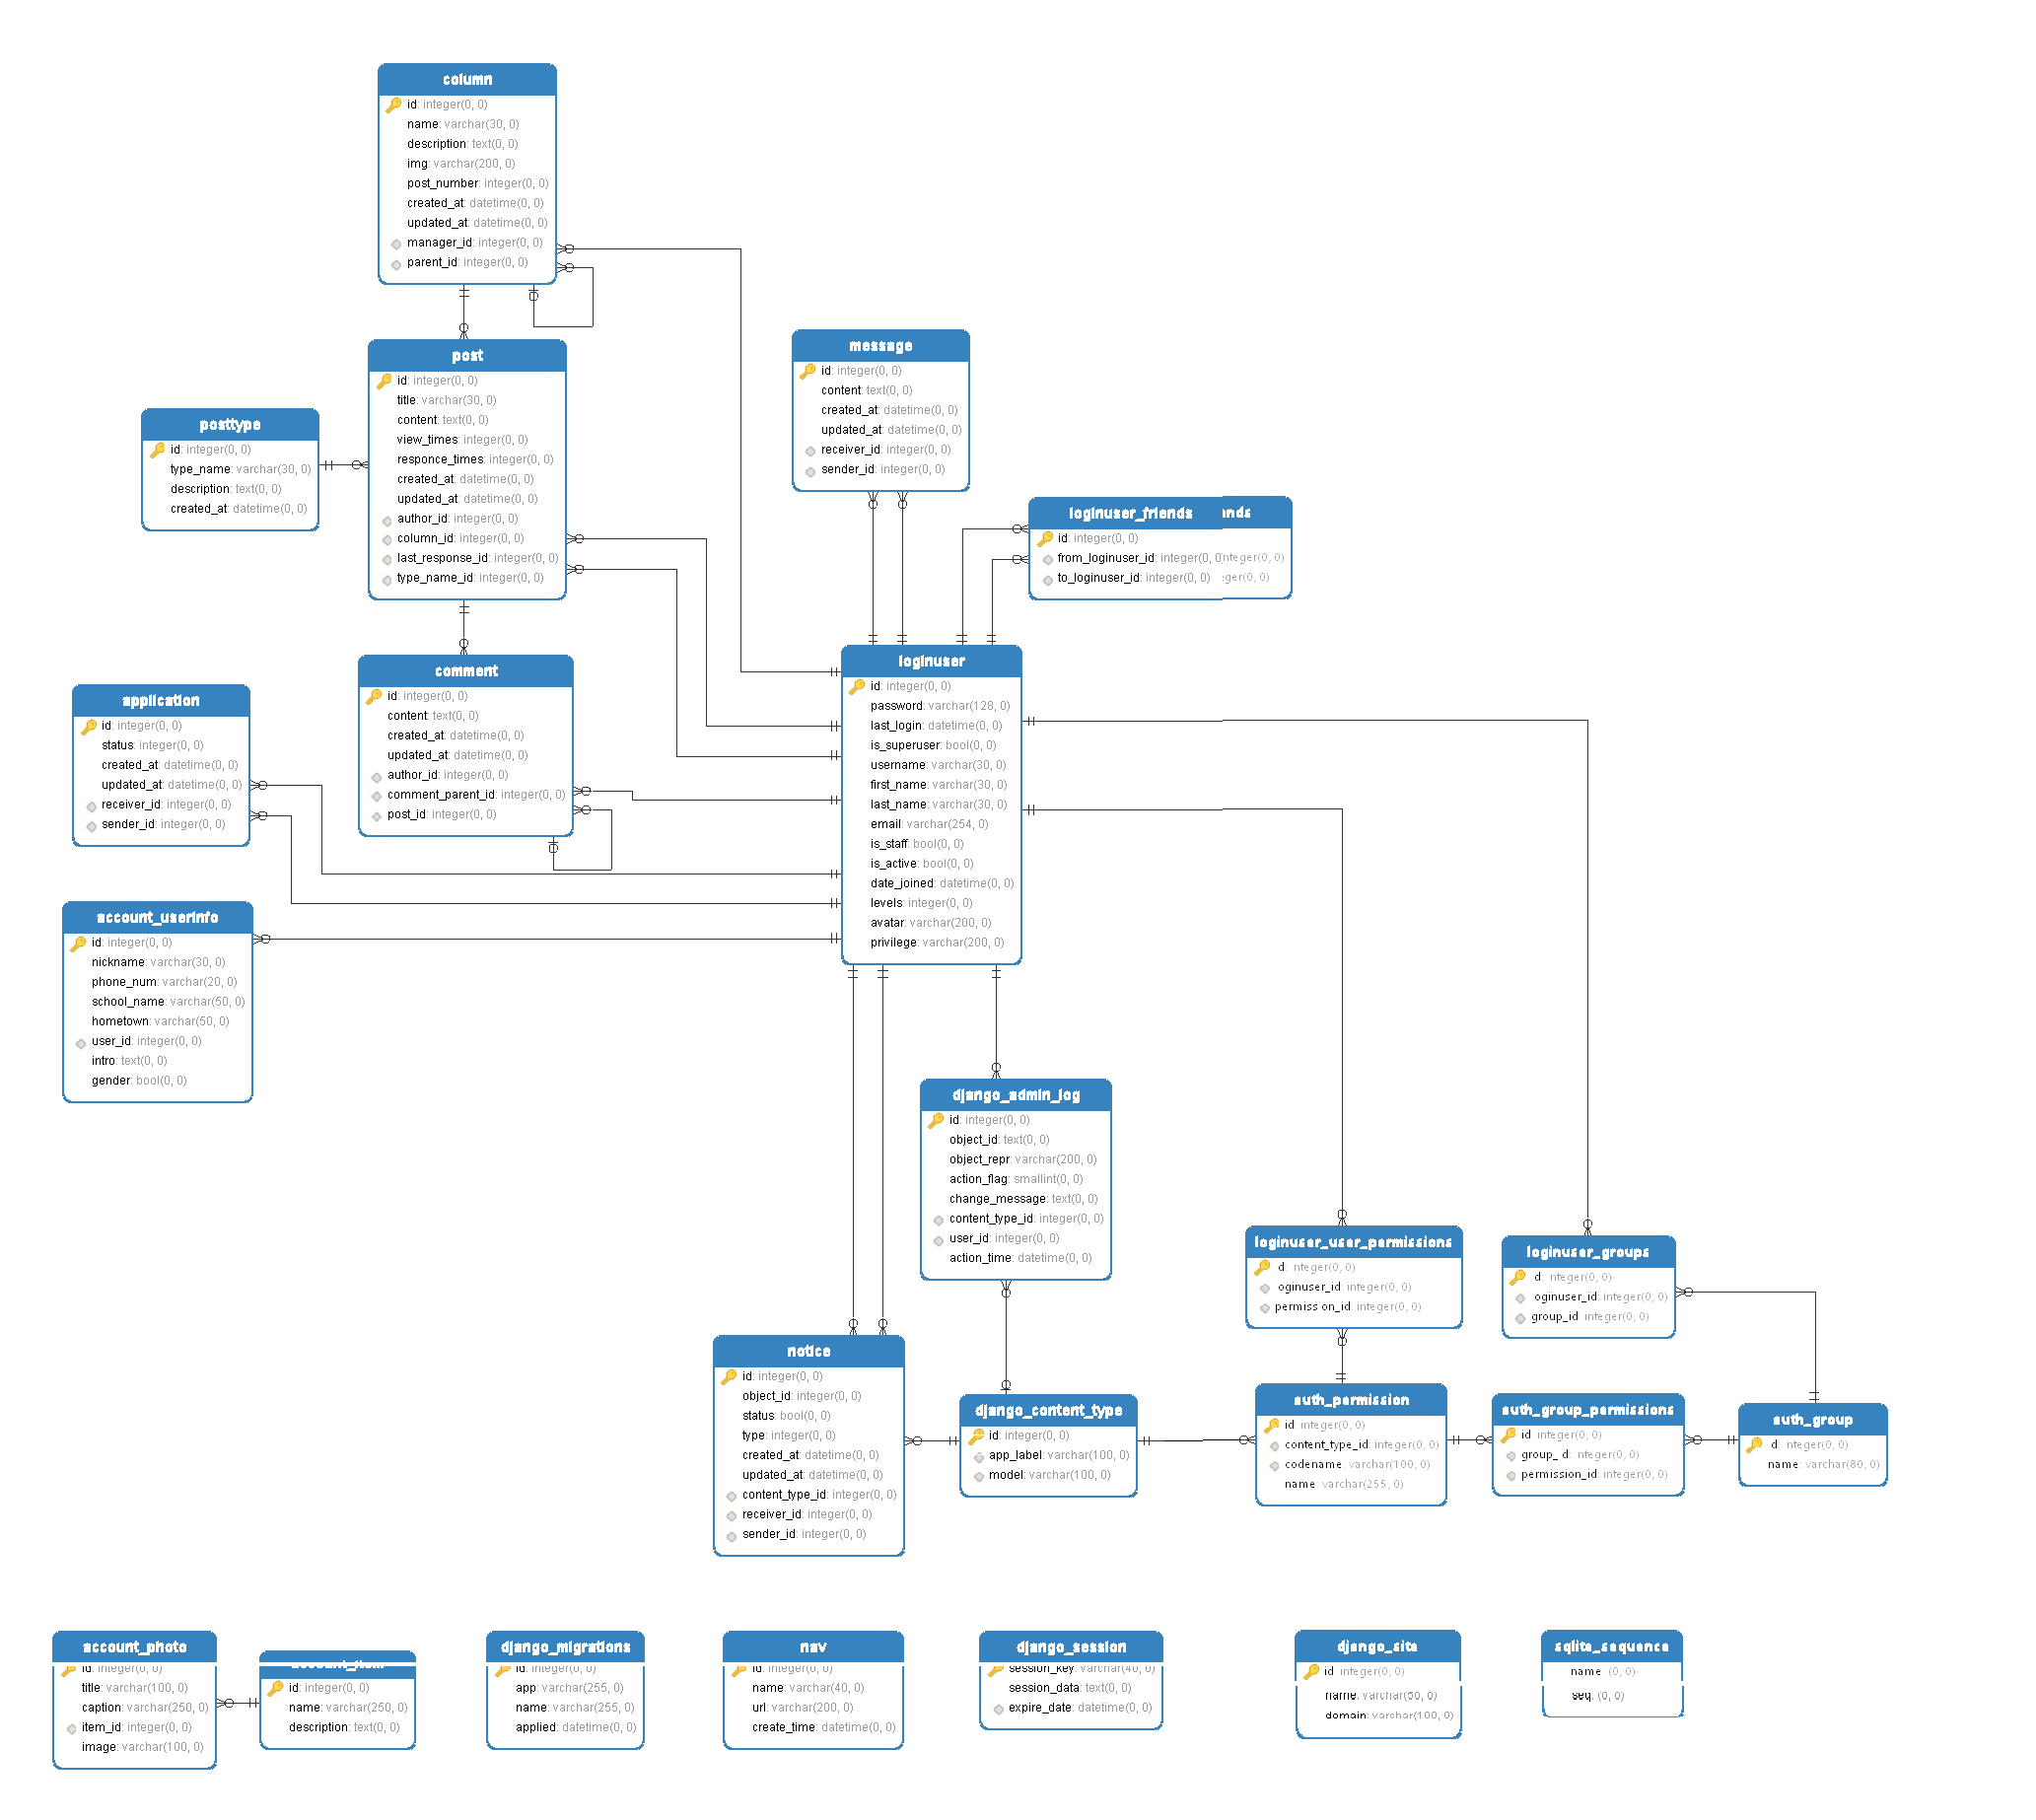 column
id: integer(0, 0)
name: varchar(30, 0)
description: text(0, 0)
img: varchar(200, 0)
post_number: integer(0, 0)
created_at: datetime(0, 0)
updated_at: datetime(0, 0)
manager_id: integer(0, 0)
parent_id: integer(0, 0)
post
id: integer(0, 0)
title: varchar(30, 0)
content: text(0, 0)
view_times: integer(0, 0)
responce_times: integer(0, 0)
created_at: datetime(0, 0)
updated_at: datetime(0, 0)
author_id: integer(0, 0)
column_id: integer(0, 0)
last_response_id: integer(0, 0)
type_name_id: integer(0, 0)
message
id: integer(0, 0)
content: text(0, 0)
created_at: datetime(0, 0)
updated_at: datetime(0, 0)
receiver_id: integer(0, 0)
sender_id: integer(0, 0)
posttype
id: integer(0, 0)
type_name: varchar(30, 0)
description: text(0, 0)
created_at: datetime(0, 0)
loginuser_friends nds
id: integer(0, 0)
from_loginuser_id: integer(0, 0 integer(0, 0)
to_loginuser_id: integer(0, 0) eger(0, 0)
loginuser
id: integer(0, 0)
password: varchar(128, 0)
last_login: datetime(0, 0)
is_superuser: bool(0, 0)
username: varchar(30, 0)
first_name: varchar(30, 0)
last_name: varchar(30, 0)
email: varchar(254, 0)
is_staff: bool(0, 0)
is_active: bool(0, 0)
date_joined: datetime(0, 0)
levels: integer(0, 0)
avatar: varchar(200, 0)
privilege: varchar(200, 0)
comment
id: integer(0, 0)
content: text(0, 0)
created_at: datetime(0, 0)
updated_at: datetime(0, 0)
author_id: integer(0, 0)
comment_parent_id: integer(0, 0)
post_id: integer(0, 0)
application
id: integer(0, 0)
status: integer(0, 0)
created_at: datetime(0, 0)
updated_at: datetime(0, 0)
receiver_id: integer(0, 0)
sender_id: integer(0, 0)
account_userinfo
id: integer(0, 0)
nickname: varchar(30, 0)
phone_num: varchar(20, 0)
school_name: varchar(50, 0)
hometown: varchar(50, 0)
user_id: integer(0, 0)
intro: text(0, 0)
gender: bool(0, 0)
django_admin_log
id: integer(0, 0)
object_id: text(0, 0)
object_repr: varchar(200, 0)
action_flag: smallint(0, 0)
change_message: text(0, 0)
content_type_id: integer(0, 0)
user_id: integer(0, 0)
action_time: datetime(0, 0)
loginuser_user_permissions
d: nteger(0, 0)
oginuser_id: integer(0, 0)
permiss on_id: integer(0, 0)
loginuser_groups
d: nteger(0, 0)
oginuser_id: integer(0, 0)
group_id: integer(0, 0)
notice
id: integer(0, 0)
object_id: integer(0, 0)
status: bool(0, 0)
type: integer(0, 0)
created_at: datetime(0, 0)
updated_at: datetime(0, 0)
content_type_id: integer(0, 0)
receiver_id: integer(0, 0)
sender_id: integer(0, 0)
django_content_type
id: integer(0, 0)
app_label: varchar(100, 0)
model: varchar(100, 0)
auth_permission
id: integer(0, 0)
content_type_id: integer(0, 0)
codename: varchar(100, 0)
name: varchar(255, 0)
auth_group_permissions
id: integer(0, 0)
group_ d: nteger(0, 0)
permission_id: integer(0, 0)
auth_group
d: nteger(0, 0)
name: varchar(80, 0)
account_photo
id: integer(0, 0)
title: varchar(100, 0)
caption: varchar(250, 0)
item_id: integer(0, 0)
image: varchar(100, 0)
account_item
id: integer(0, 0)
name: varchar(250, 0)
description: text(0, 0)
django_migrations
id: integer(0, 0)
app: varchar(255, 0)
name: varchar(255, 0)
applied: datetime(0, 0)
nav
id: integer(0, 0)
name: varchar(40, 0)
url: varchar(200, 0)
create_time: datetime(0, 0)
django_session
session_key: varchar(40, 0)
session_data: text(0, 0)
expire_date: datetime(0, 0)
django_site
id: integer(0, 0)
name: varchar(50, 0)
domain: varchar(100, 0)
sqlite_sequence
name: (0, 0)
seq: (0, 0)